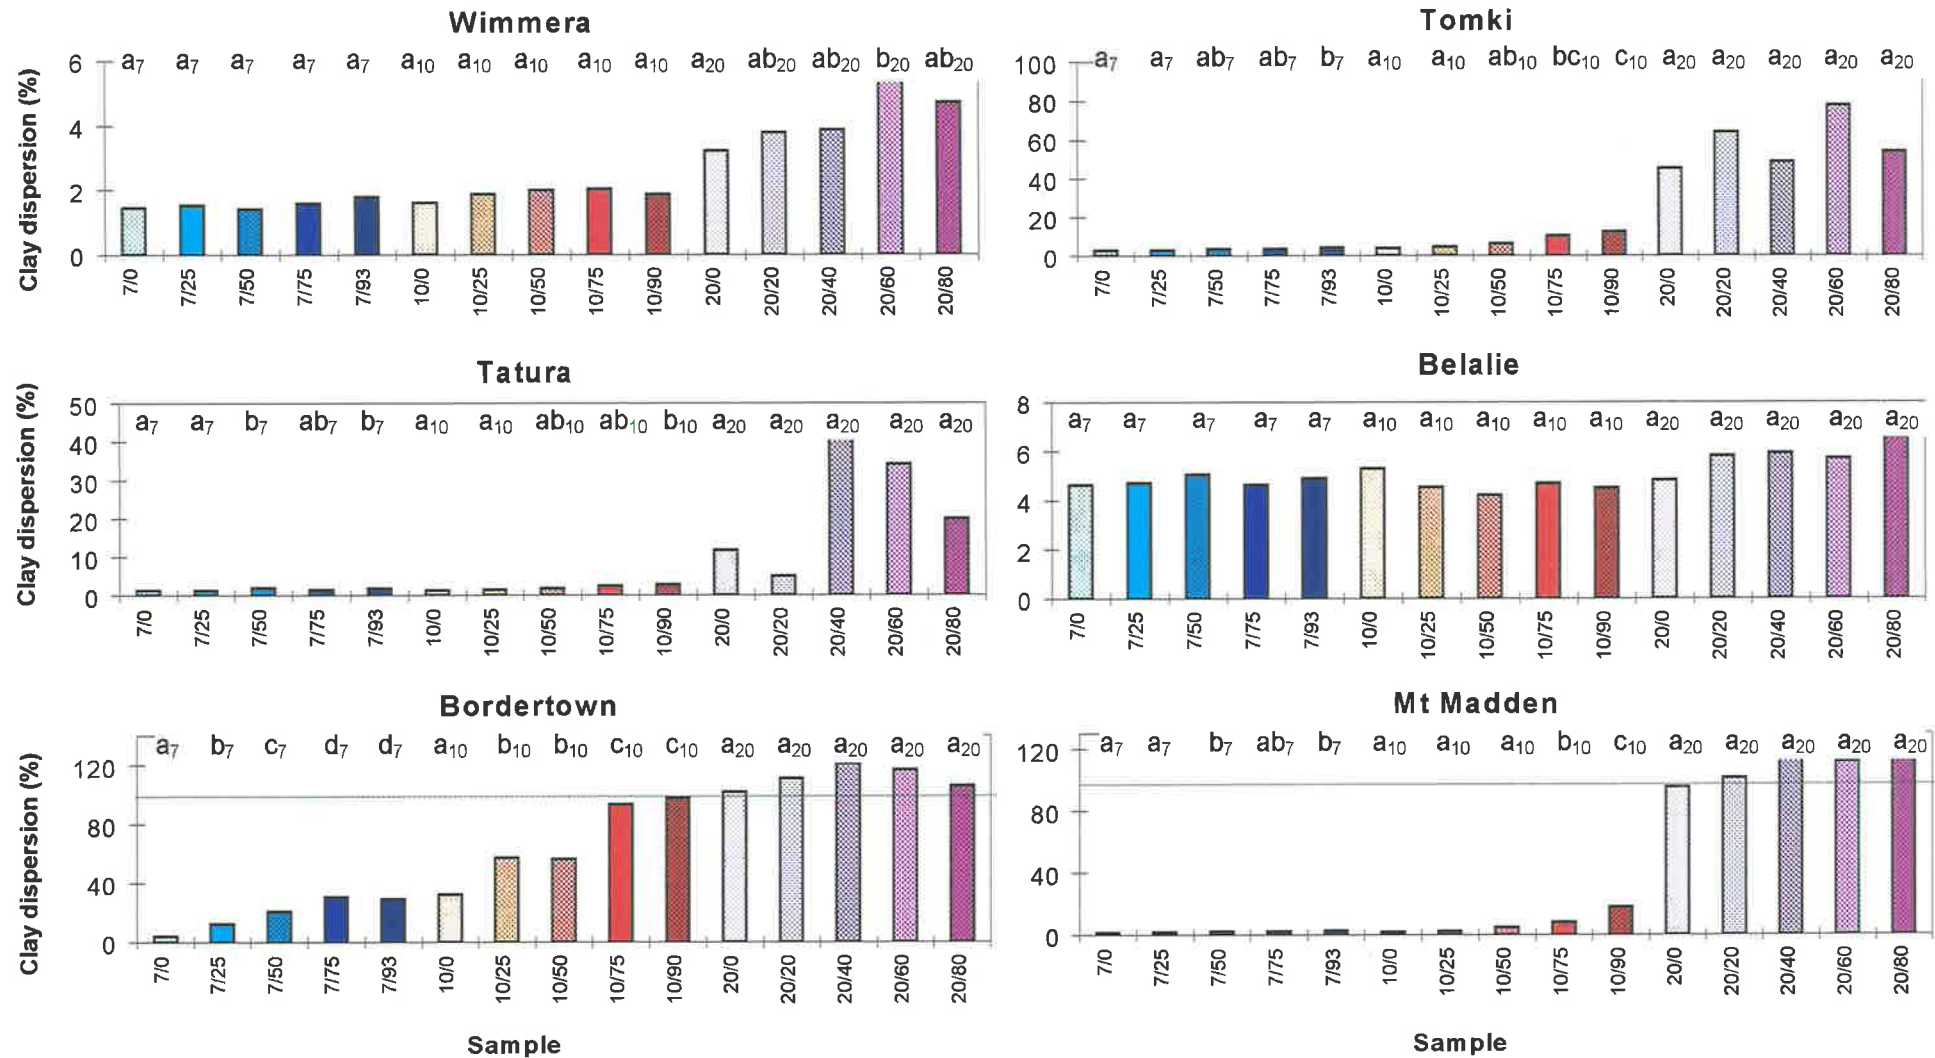 Wimmera
Clay dispersion (%)
6
4
2
0
a7 a7 a7 a7 a7 a10 a10 a10 a10 a10 a20 ab20 ab20 b20 ab20
7/0 7/25 7/50 7/75 7/93 10/0 10/25 10/50 10/75 10/90 20/0 20/20 20/40 20/60 20/80
Tomki
100
80
60
40
20
0
a7 a7 ab7 ab7 b7 a10 a10 ab10 bc10 c10 a20 a20 a20 a20 a20
7/0 7/25 7/50 7/75 7/93 10/0 10/25 10/50 10/75 10/90 20/0 20/20 20/40 20/60 20/80
Tatura
Clay dispersion (%)
50
40
30
20
10
0
a7 a7 b7 ab7 b7 a10 a10 ab10 ab10 b10 a20 a20 a20 a20 a20
7/0 7/25 7/50 7/75 7/93 10/0 10/25 10/50 10/75 10/90 20/0 20/20 20/40 20/60 20/80
Belalie
8
6
4
2
0
a7 a7 a7 a7 a7 a10 a10 a10 a10 a10 a20 a20 a20 a20 a20
7/0 7/25 7/50 7/75 7/93 10/0 10/25 10/50 10/75 10/90 20/0 20/20 20/40 20/60 20/80
Bordertown
Clay dispersion (%)
120
80
40
0
a7 b7 c7 d7 d7 a10 b10 b10 c10 c10 a20 a20 a20 a20 a20
7/0 7/25 7/50 7/75 7/93 10/0 10/25 10/50 10/75 10/90 20/0 20/20 20/40 20/60 20/80
Sample
Mt Madden
120
80
40
0
a7 a7 b7 ab7 b7 a10 a10 a10 b10 c10 a20 a20 a20 a20 a20
7/0 7/25 7/50 7/75 7/93 10/0 10/25 10/50 10/75 10/90 20/0 20/20 20/40 20/60 20/80
Sample